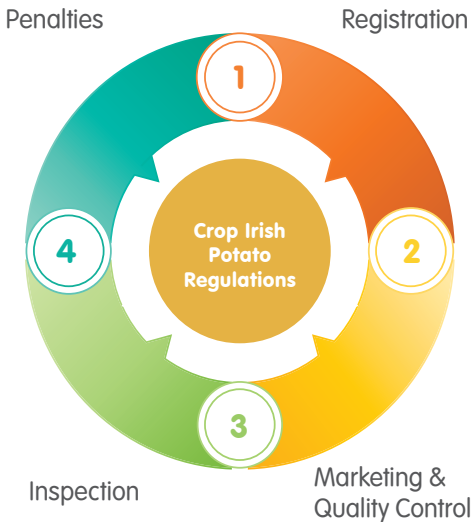 Penalties
Registration
1
4
Crop Irish
Potato
Regulations
2
3
Inspection
Marketing &
Quality Control